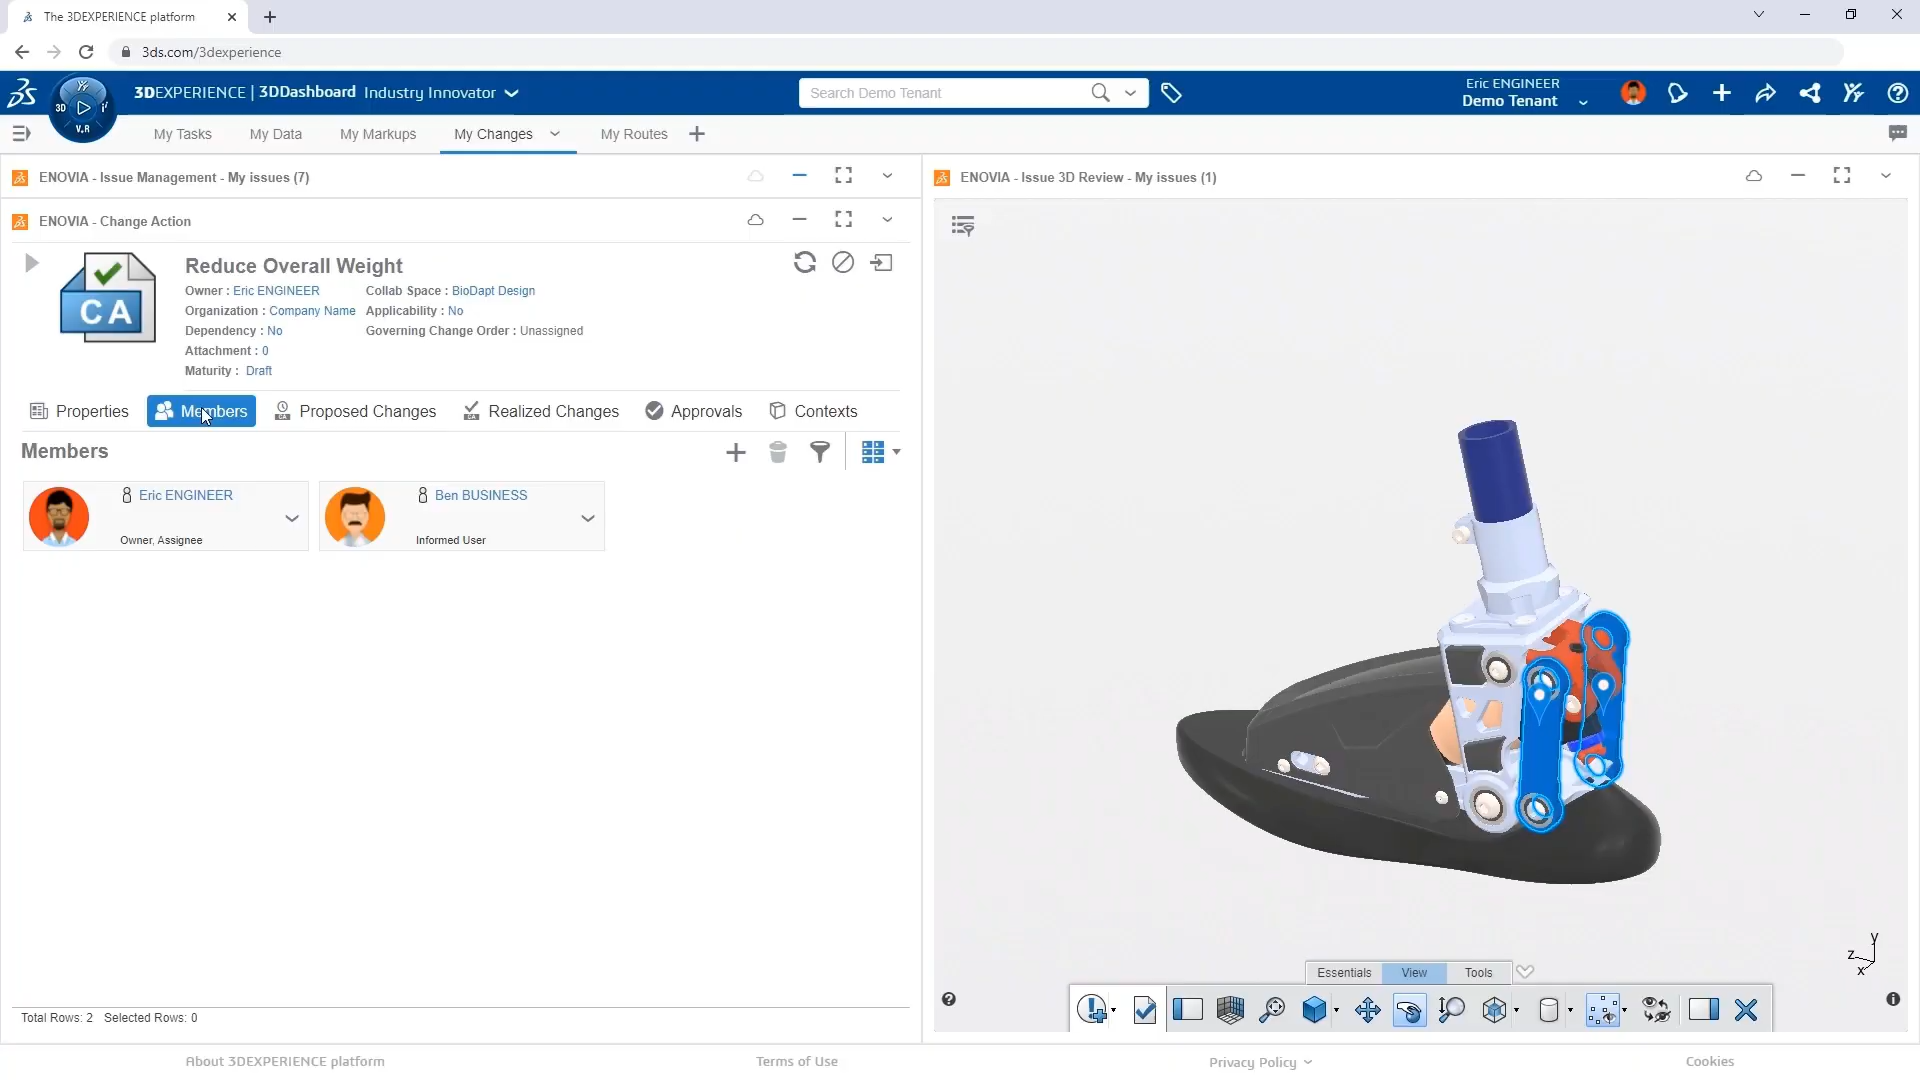 The 3DEXPERIENCE platform
3ds.com/3dexperience
3D
V.R
3DEXPERIENCE | 3DDashboard Industry Innovator
Search Demo Tenant
Eric ENGINEER
Demo Tenant
My Tasks
My Data
My Markups
My Changes
My Routes
ENOVIA - Issue Management - My issues (7)
ENOVIA - Issue 3D Review - My issues (1)
ENOVIA - Change Action
CA
Reduce Overall Weight
Owner : Eric ENGINEER Collab Space : BioDapt Design
Organization : Company Name Applicability : No
Dependency : No Governing Change Order : Unassigned
Attachment : 0
Maturity : Draft
Properties
Members
Proposed Changes
Realized Changes
Approvals
Contexts
Members
Eric ENGINEER
Owner, Assignee
Ben BUSINESS
Informed User
y
z
x
Essentials
View
Tools
Total Rows: 2 Selected Rows: 0
About 3DEXPERIENCE platform
Terms of Use
Privacy Policy
Cookies